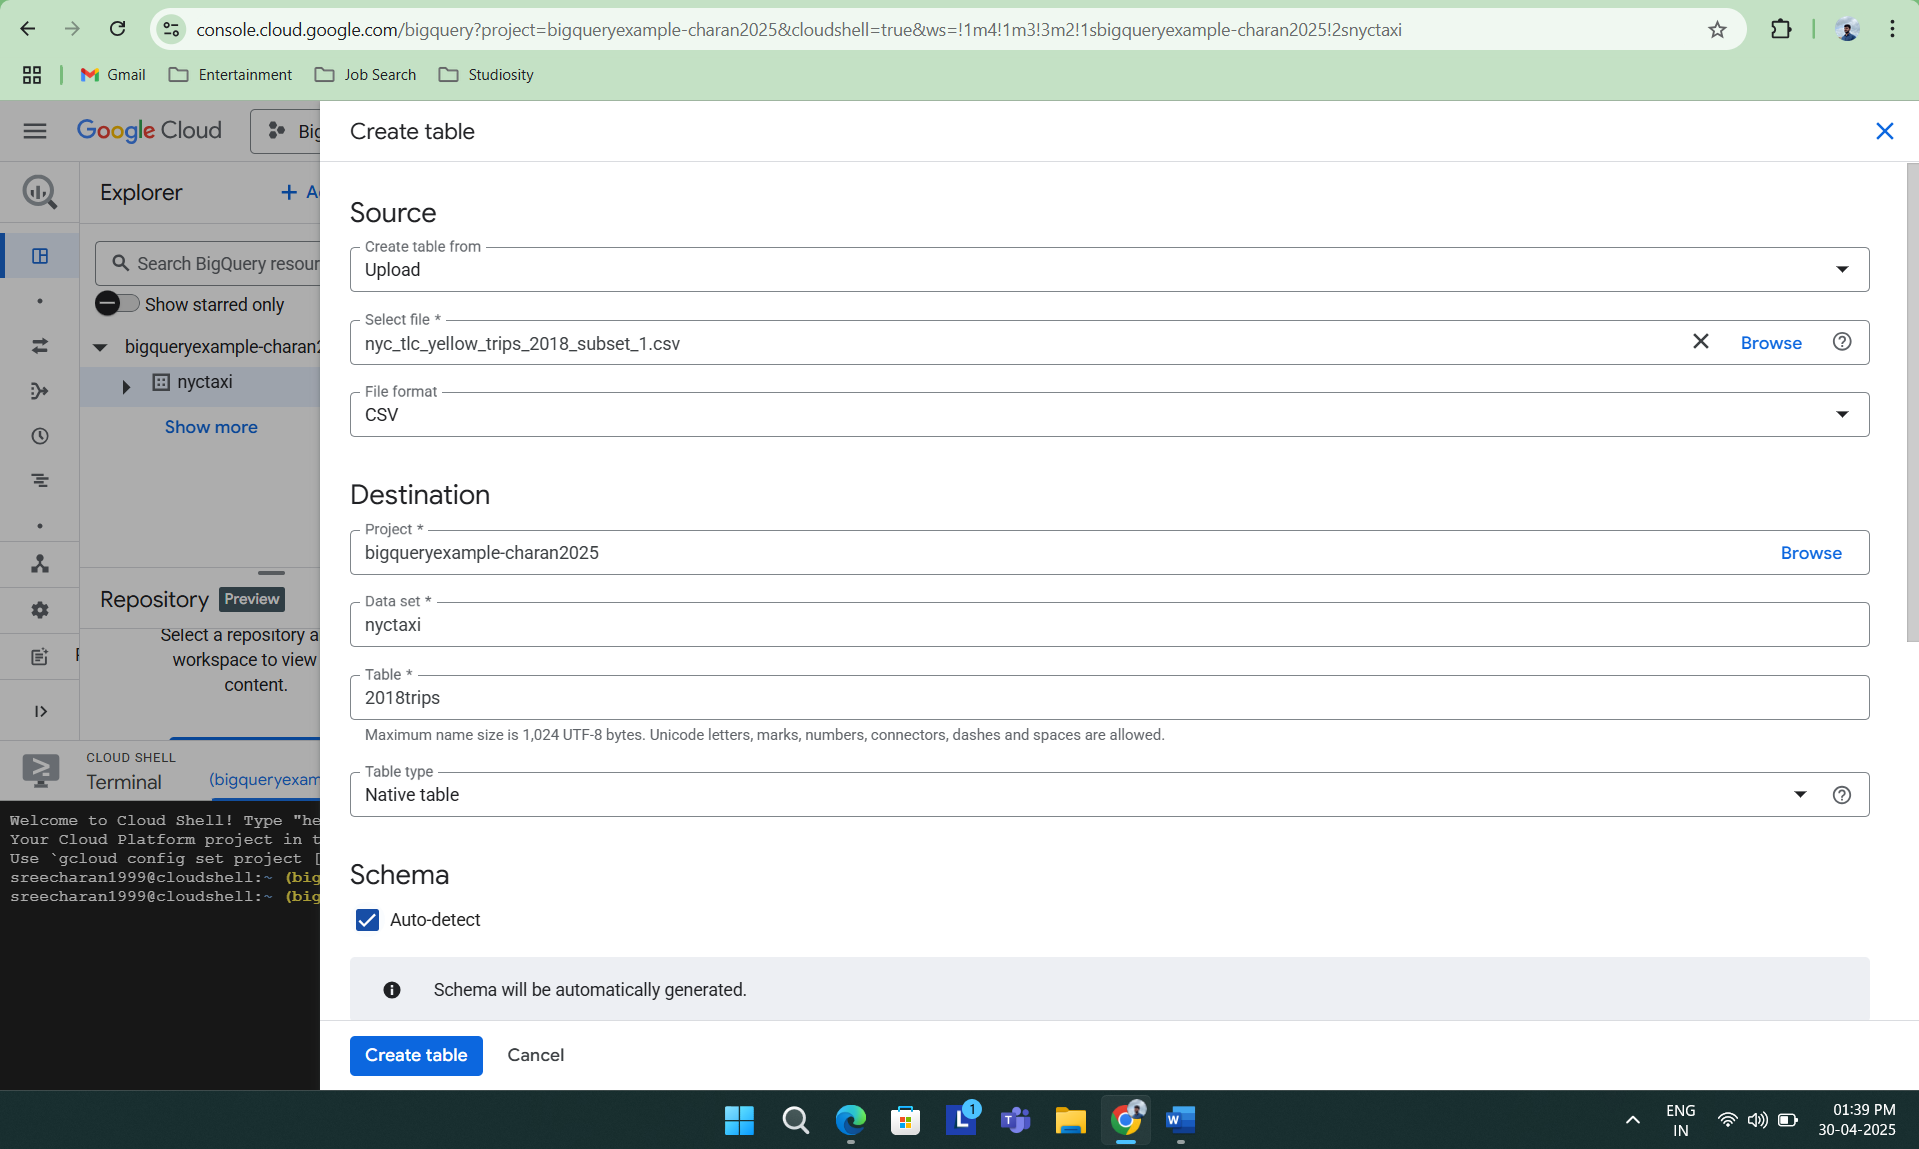 console.cloud.google.com/bigquery?project=bigqueryexample-charan2025&cloudshell=true&ws=!1m4!1m3!3m2!1sbigqueryexample-charan2025!2snyctaxi
Gmail
Entertainment
Job Search
Studiosity
Google Cloud
Big
Create table
Explorer
Search BigQuery resour
Show starred only
bigqueryexample-charan2
nyctaxi
Show more
Repository Preview
Select a repository a
workspace to view
content.
CLOUD SHELL
Terminal
(bigqueryexam
Welcome to Cloud Shell! Type "he
Your Cloud Platform project in t
Use `gcloud config set project [
sreecharan1999@cloudshell:~ (big
sreecharan1999@cloudshell:~ (big
Source
Create table from
Upload
Select file *
nyc_tlc_yellow_trips_2018_subset_1.csv
Browse
File format
CSV
Destination
Project *
bigqueryexample-charan2025
Browse
Data set *
nyctaxi
Table *
2018trips
Maximum name size is 1,024 UTF-8 bytes. Unicode letters, marks, numbers, connectors, dashes and spaces are allowed.
Table type
Native table
Schema
Auto-detect
Schema will be automatically generated.
Create table
Cancel
1
ENG
IN
01:39 PM
30-04-2025